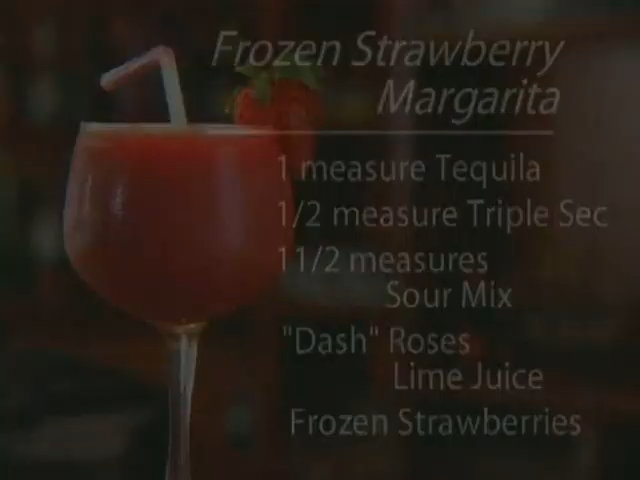 Frozen Strawberry
Margarita
1 measure Tequila
1/2 measure Triple Sec
11/2 measures
Sour Mix
"Dash" Roses
Lime Juice
Frozen Strawberries